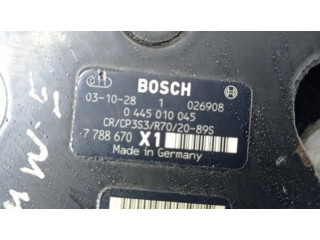 BOSCH
03-10-28 1 026908
0 445 010 045
CR/CP3S3/R70/20-89S
7 788 670 X1
Made in Germany